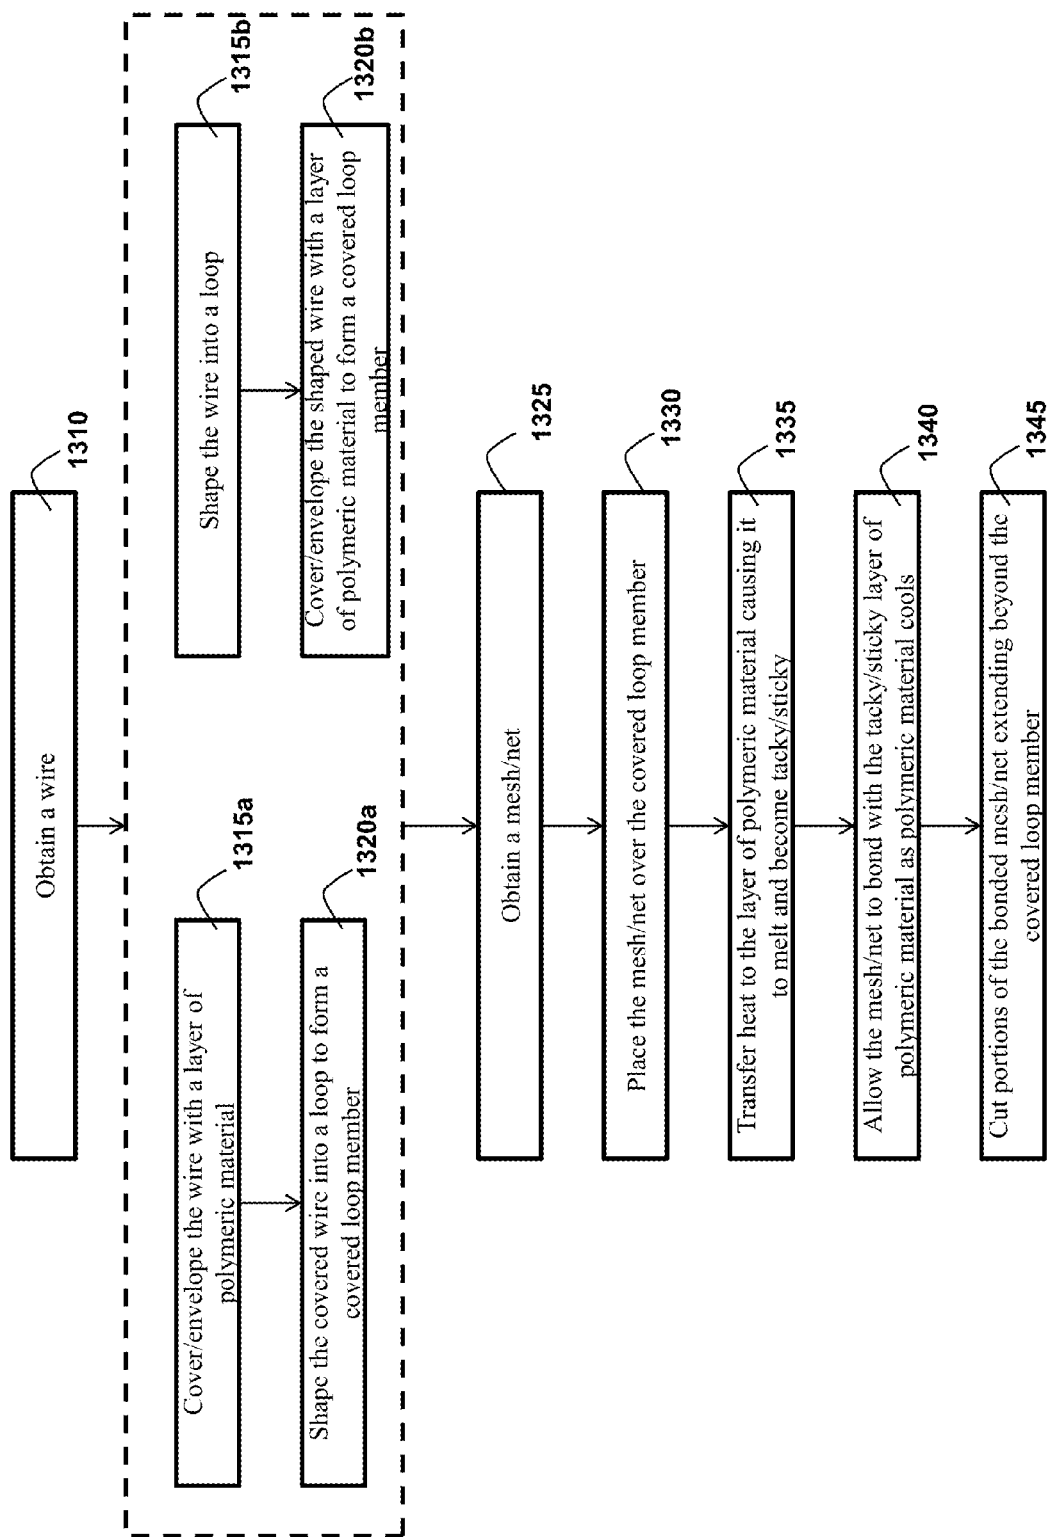 Obtain a wire
1310
Cover/envelope the wire with a layer of
polymeric material
1315a
Shape the covered wire into a loop to form a
covered loop member
1320a
Shape the wire into a loop
1315b
Cover/envelope the shaped wire with a layer
of polymeric material to form a covered loop
member
1320b
Obtain a mesh/net
1325
Place the mesh/net over the covered loop member
1330
Transfer heat to the layer of polymeric material causing it
to melt and become tacky/sticky
1335
Allow the mesh/net to bond with the tacky/sticky layer of
polymeric material as polymeric material cools
1340
Cut portions of the bonded mesh/net extending beyond the
covered loop member
1345